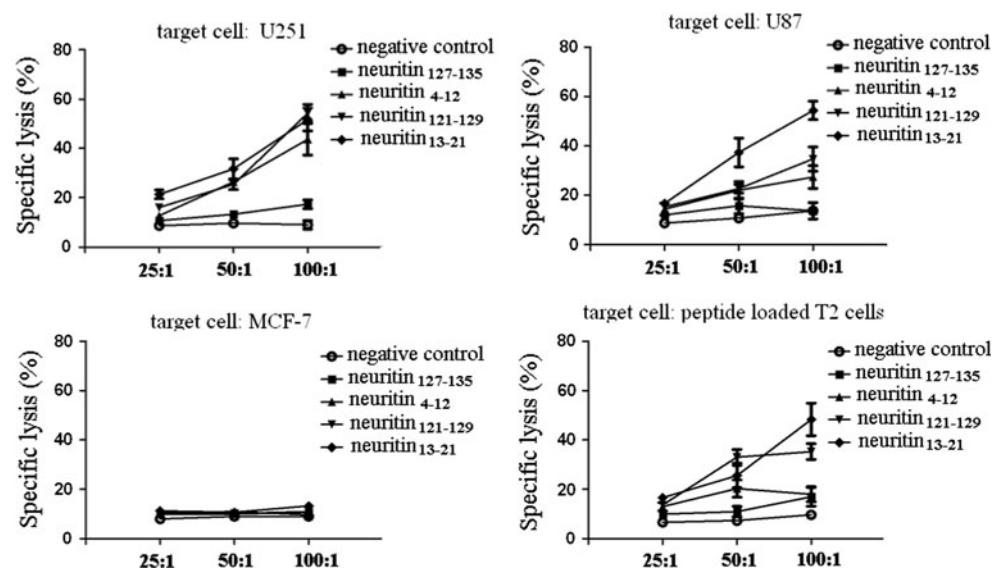 target cell: U251
Specific lysis (%)
80
60
40
20
0
25:1 50:1 100:1
negative control
neuritin 127-135
neuritin 4-12
neuritin 121-129
neuritin 13-21
target cell: U87
Specific lysis (%)
80
60
40
20
0
25:1 50:1 100:1
negative control
neuritin 127-135
neuritin 4-12
neuritin 121-129
neuritin 13-21
target cell: MCF-7
Specific lysis (%)
80
60
40
20
0
25:1 50:1 100:1
negative control
neuritin 127-135
neuritin 4-12
neuritin 121-129
neuritin 13-21
target cell: peptide loaded T2 cells
Specific lysis (%)
80
60
40
20
0
25:1 50:1 100:1
negative control
neuritin 127-135
neuritin 4-12
neuritin 121-129
neuritin 13-21